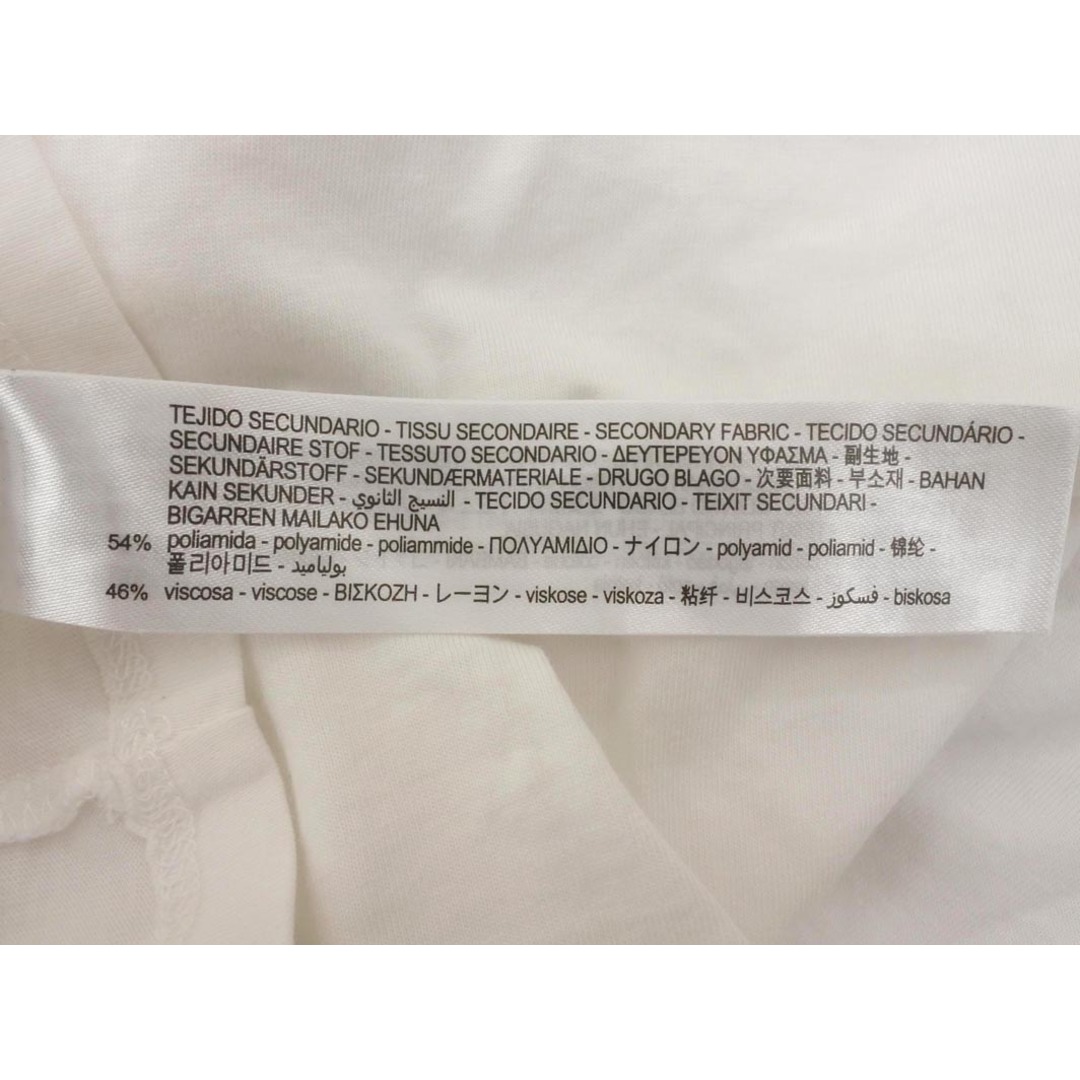 TEJIDO SECUNDARIO - TISSU SECONDAIRE - SECONDARY FABRIC - TECIDO SECUNDÁRIO -
SECUNDAIRE STOF - TESSUTO SECONDARIO - ΔΕΥΤΕΡΕΥΟΝ ΥΦΑΣΜΑ - 副生地 -
SEKUNDÄRSTOFF - SEKUNDÆRMATERIALE - DRUGO BLAGO - 次要面料 - 부소재 - BAHAN
KAIN SEKUNDER - النسيج الثانوي - TECIDO SECUNDARIO - TEIXIT SECUNDARI -
BIGARREN MAILAKO EHUNA
54% poliamida - polyamide - poliammide - ΠΟΛΥΑΜΙΔΙΟ - ナイロン - polyamid - poliamid - 锦纶 -
폴리아미드 - بولياميد
46% viscosa - viscose - ΒΙΣΚΟΖΗ - レーヨン - viskose - viskoza - 粘纤 - 비스코스 - فسكوز - biskosa